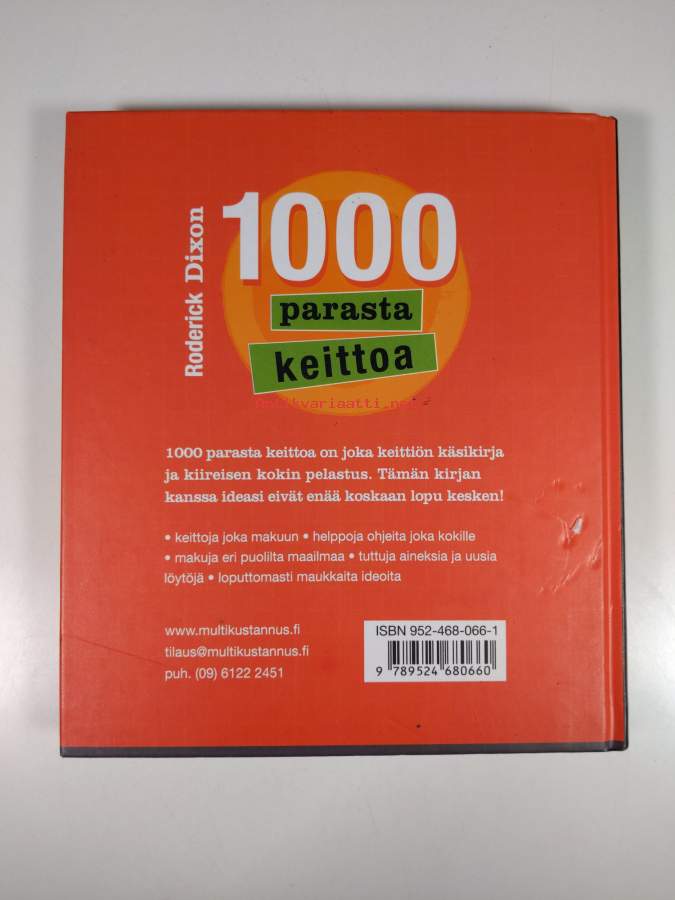 Roderick Dixon
1000
parasta
keittoa
antikvariaatti.net
1000 parasta keittoa on joka keittiön käsikirja
ja kiireisen kokin pelastus. Tämän kirjan
kanssa ideasi eivät enää koskaan lopu kesken!
• keittoja joka makuun • helppoja ohjeita joka kokille
• makuja eri puolilta maailmaa • tuttuja aineksia ja uusia
löytöjä • loputtomasti maukkaita ideoita
www.multikustannus.fi
tilaus@multikustannus.fi
puh. (09) 6122 2451
ISBN 952-468-066-1
9 789524 680660